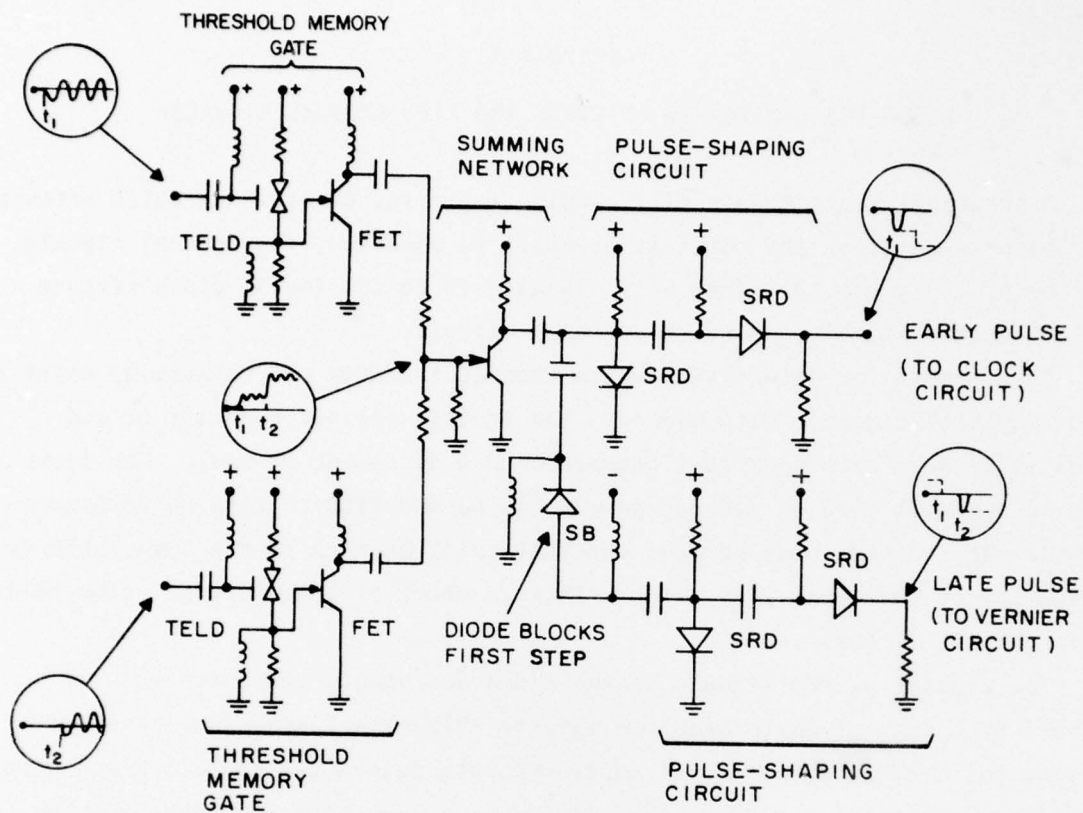 THRESHOLD MEMORY
GATE
t1
+ + +
TELD
FET
SUMMING
NETWORK
PULSE-SHAPING
CIRCUIT
t1
+ + +
SRD
SRD
EARLY PULSE
(TO CLOCK
CIRCUIT)
t1 t2
+ + +
TELD
FET
t2
SB
DIODE BLOCKS
FIRST STEP
- + +
SRD
SRD
t1 t2
LATE PULSE
(TO VERNIER
CIRCUIT)
THRESHOLD
MEMORY
GATE
PULSE-SHAPING
CIRCUIT